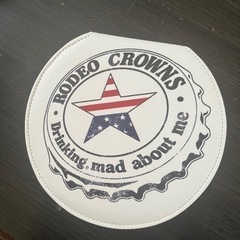 • RODEO CROWNS •
Drinking, mad about me